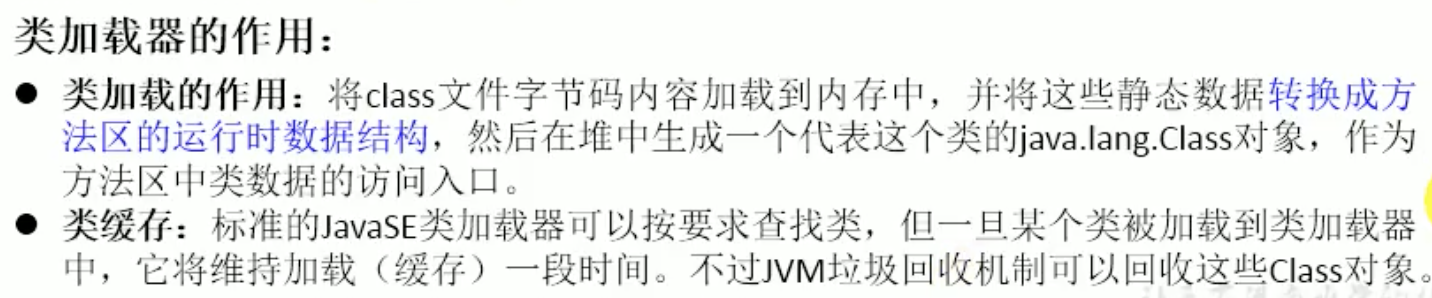 类加载器的作用：
● 类加载的作用：将class文件字节码内容加载到内存中，并将这些静态数据转换成方
法区的运行时数据结构，然后在堆中生成一个代表这个类的java.lang.Class对象，作为
方法区中类数据的访问入口。
● 类缓存：标准的JavaSE类加载器可以按要求查找类，但一旦某个类被加载到类加载器
中，它将维持加载（缓存）一段时间。不过JVM垃圾回收机制可以回收这些Class对象。